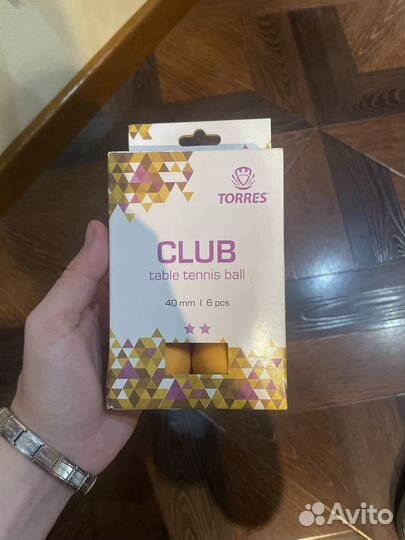 TORRES
CLUB
table tennis ball
40 mm | 6 pcs
Avito